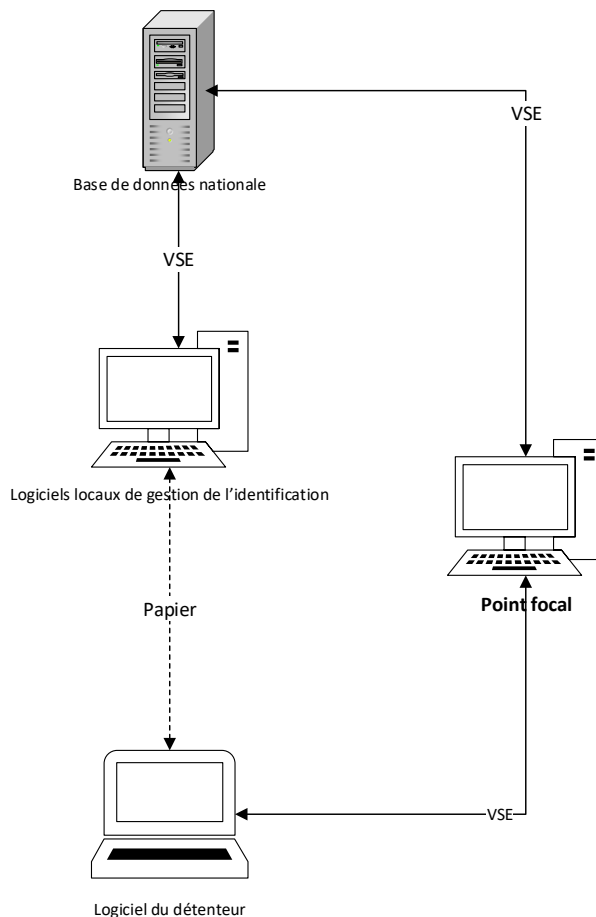 VSE
Base de données nationale
VSE
Logiciels locaux de gestion de l’identification
Point focal
Papier
VSE
Logiciel du détenteur